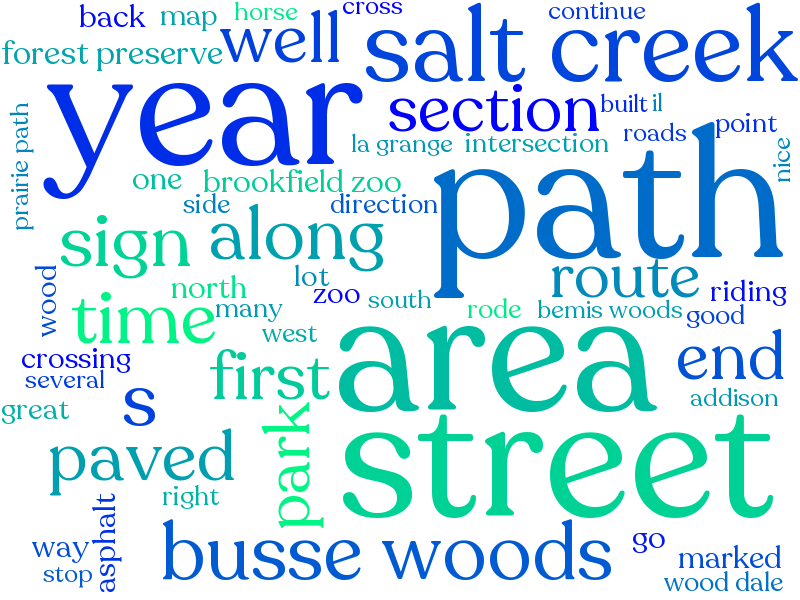 back
map
horse
cross
continue
forest preserve
well
salt creek
year
section
built
il
roads
point
la grange
intersection
nice
prairie path
one
brookfield zoo
path
side
direction
sign
along
route
wood
lot
north
zoo
south
riding
time
many
rode
bemis woods
good
west
crossing
several
first
area
end
great
s
addison
park
street
paved
right
asphalt
way
stop
busse woods
go
marked
wood dale